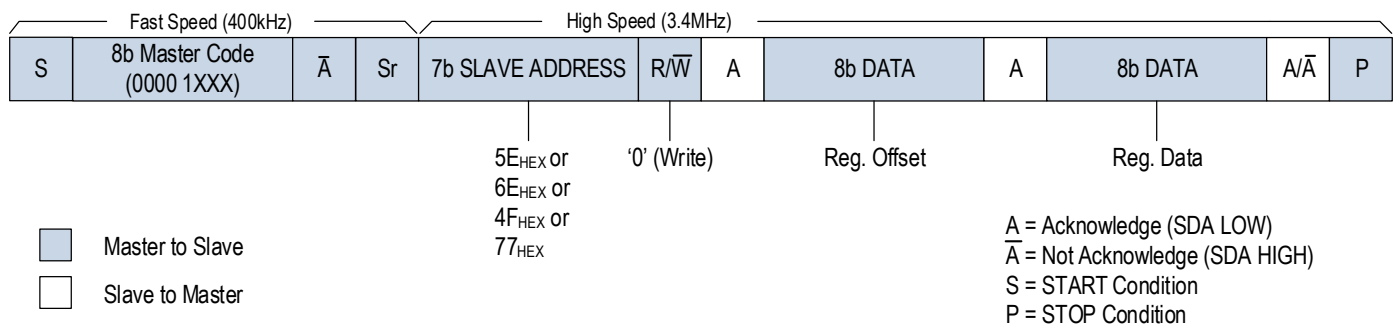 Fast Speed (400kHz)
High Speed (3.4MHz)
S
8b Master Code
(0000 1XXX)
A̅
Sr
7b SLAVE ADDRESS
R/W̅
A
8b DATA
A
8b DATA
A/A̅
P
5EHEX or
6EHEX or
4FHEX or
77HEX
‘0’ (Write)
Reg. Offset
Reg. Data
Master to Slave
Slave to Master
A = Acknowledge (SDA LOW)
A̅ = Not Acknowledge (SDA HIGH)
S = START Condition
P = STOP Condition